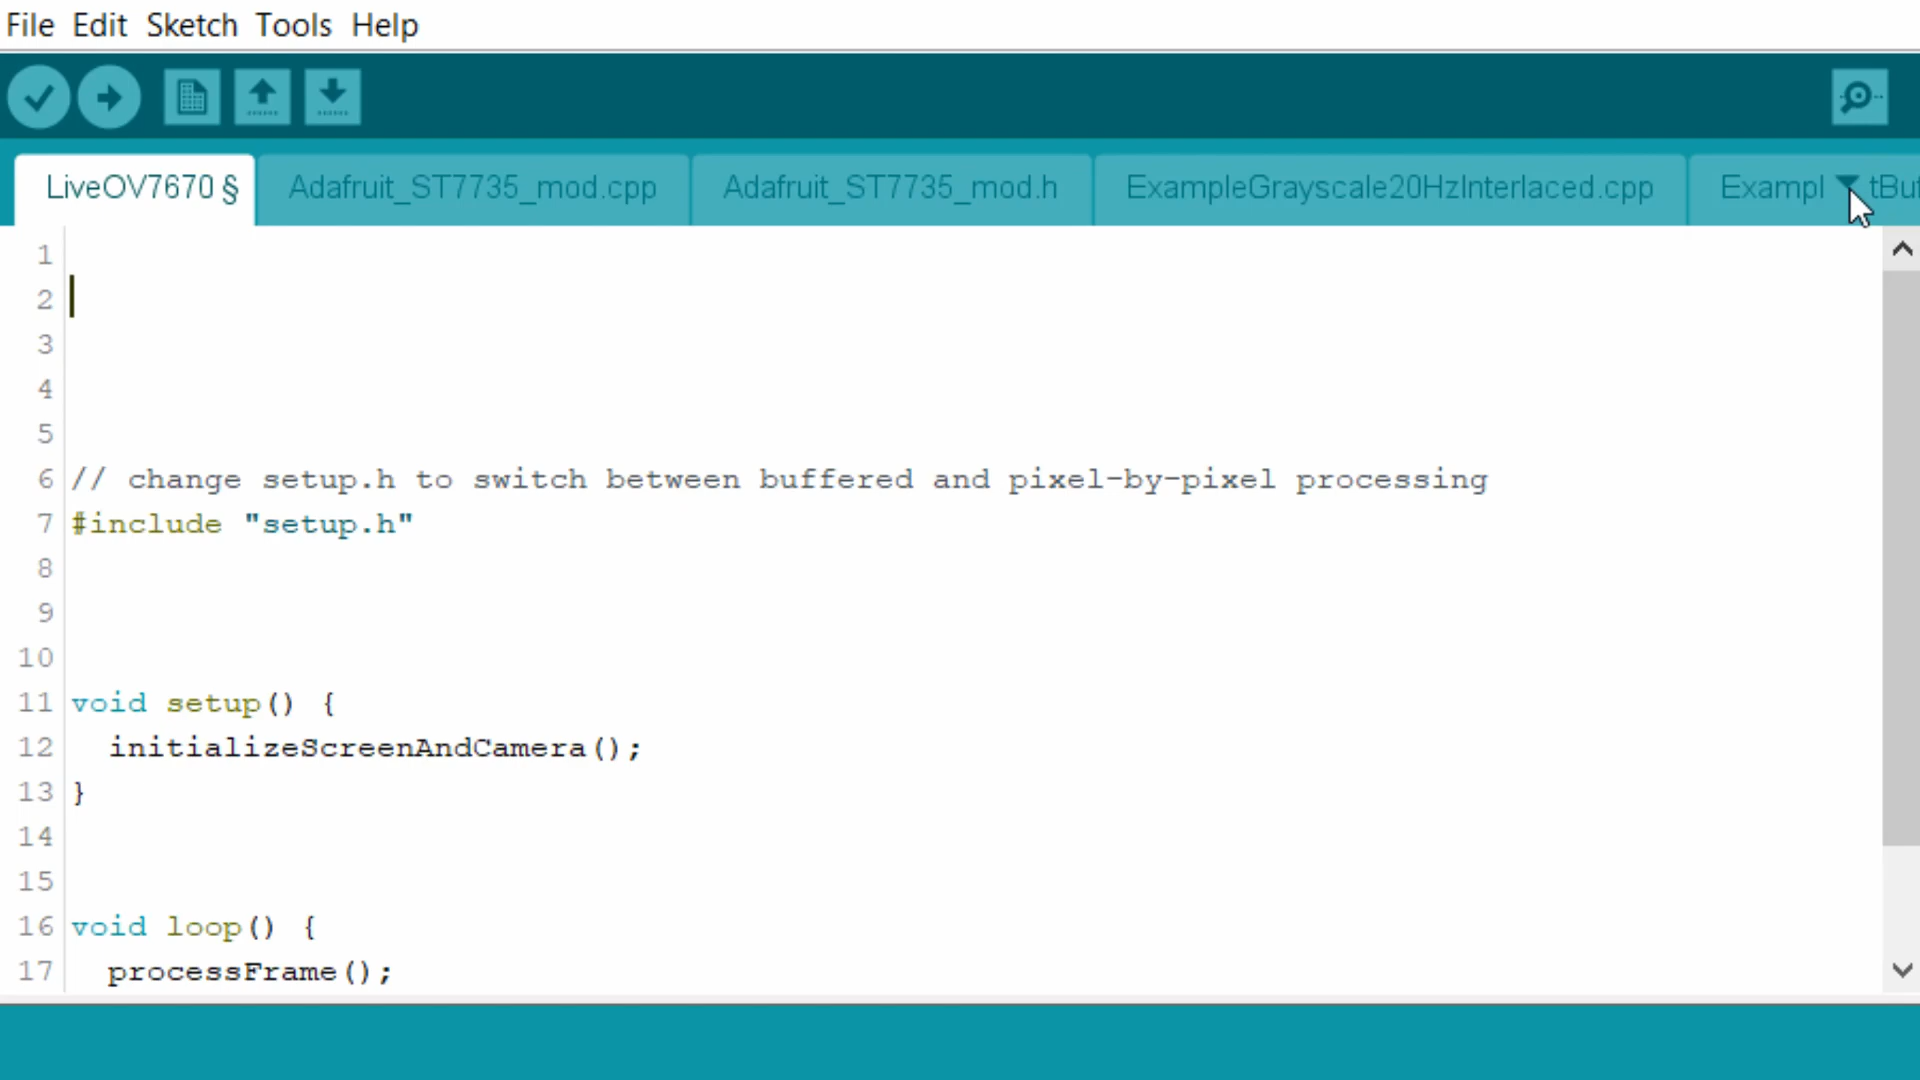 File Edit Sketch Tools Help
LiveOV7670 § Adafruit_ST7735_mod.cpp Adafruit_ST7735_mod.h ExampleGrayscale20HzInterlaced.cpp Exampl tBuf
1
2
3
4
5
6 // change setup.h to switch between buffered and pixel-by-pixel processing
7 #include "setup.h"
8
9
10
11 void setup() {
12 initializeScreenAndCamera();
13 }
14
15
16 void loop() {
17 processFrame();